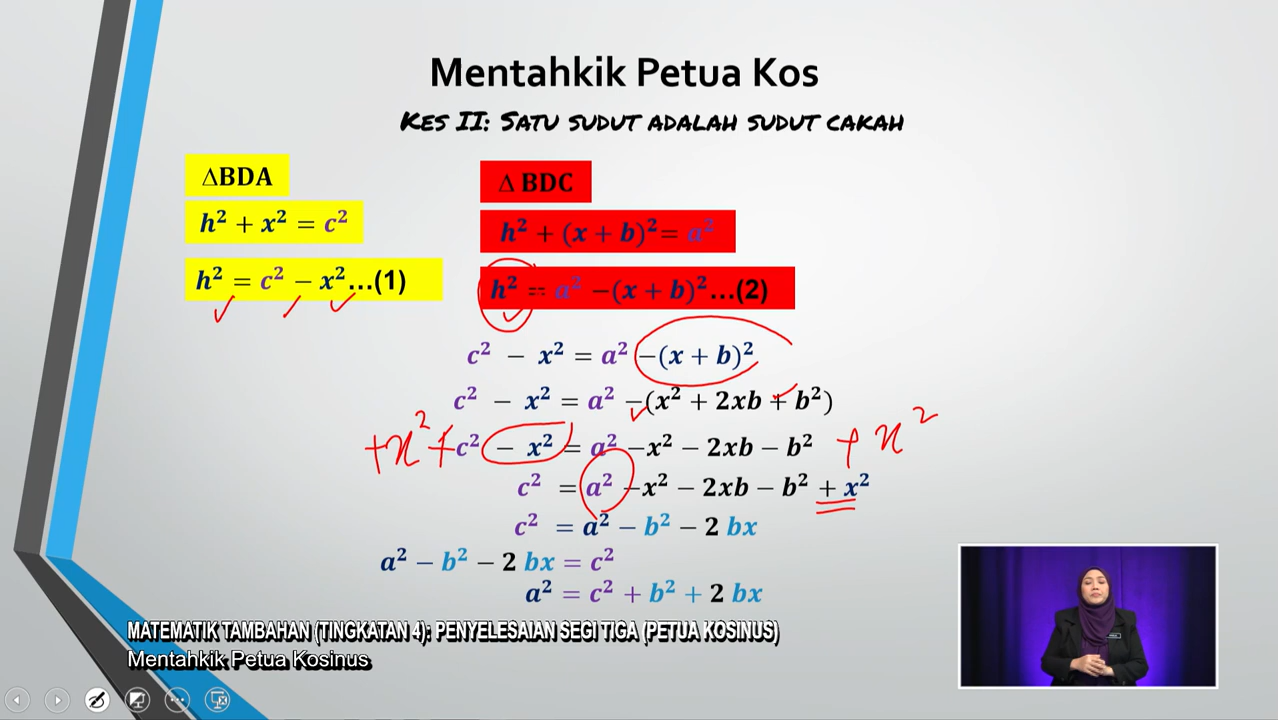 Mentahkik Petua Kos
Kes II: Satu sudut adalah sudut cakah
∆BDA
h² + x² = c²
h² = c² − x²...(1)
∆ BDC
h² + (x + b)²= a²
h² = a² −(x + b)²...(2)
c² − x² = a² −(x + b)²
c² − x² = a² −(x² + 2xb + b²)
+x² + c² − x² = a² −x² − 2xb − b² + x²
c² = a² −x² − 2xb − b² + x²
c² = a² − b² − 2 bx
a² − b² − 2 bx = c²
a² = c² + b² + 2 bx
MATEMATIK TAMBAHAN (TINGKATAN 4): PENYELESAIAN SEGI TIGA (PETUA KOSINUS)
Mentahkik Petua Kosinus